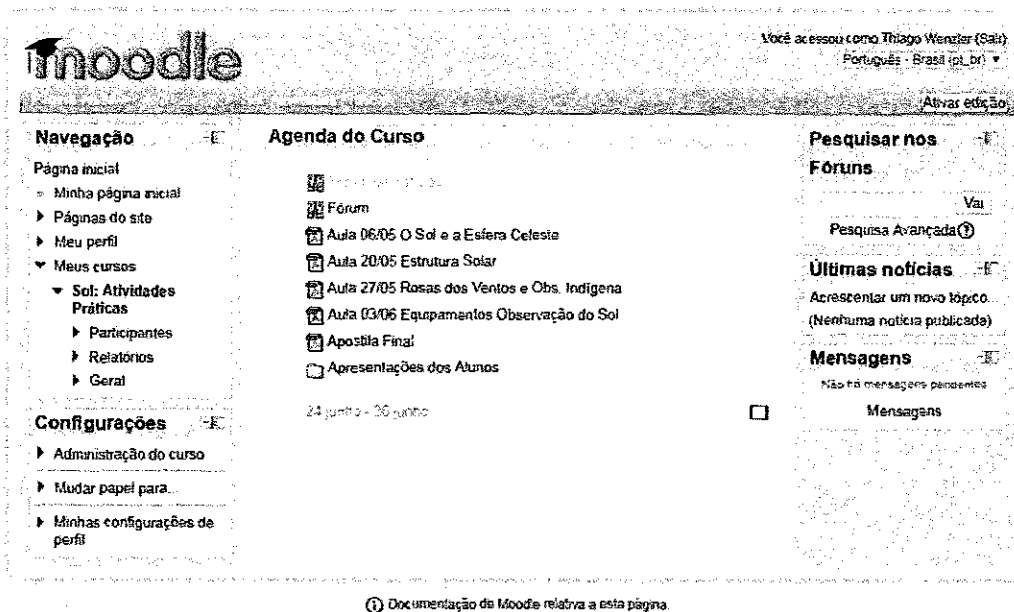 moodle
Você acessou como Thiago Wenzler (Sair)
Português - Brasil (pt_br)
Ativar edição
Navegação
Página inicial
Minha página inicial
Páginas do site
Meu perfil
Meus cursos
Sol: Atividades
Práticas
Participantes
Relatórios
Geral
Configurações
Administração do curso
Mudar papel para...
Minhas configurações de
perfil
Agenda do Curso
Fórum
Aula 06/05 O Sol e a Esfera Celeste
Aula 20/05 Estrutura Solar
Aula 27/05 Rosas dos Ventos e Obs. Indígena
Aula 03/06 Equipamentos Observação do Sol
Apostila Final
Apresentações dos Alunos
24 junho - 30 junho
Pesquisar nos
Fóruns
Vai
Pesquisa Avançada
Últimas notícias
Acrescentar um novo tópico...
(Nenhuma notícia publicada)
Mensagens
Não há mensagens pendentes
Mensagens
Documentação de Moodle relativa a esta página.